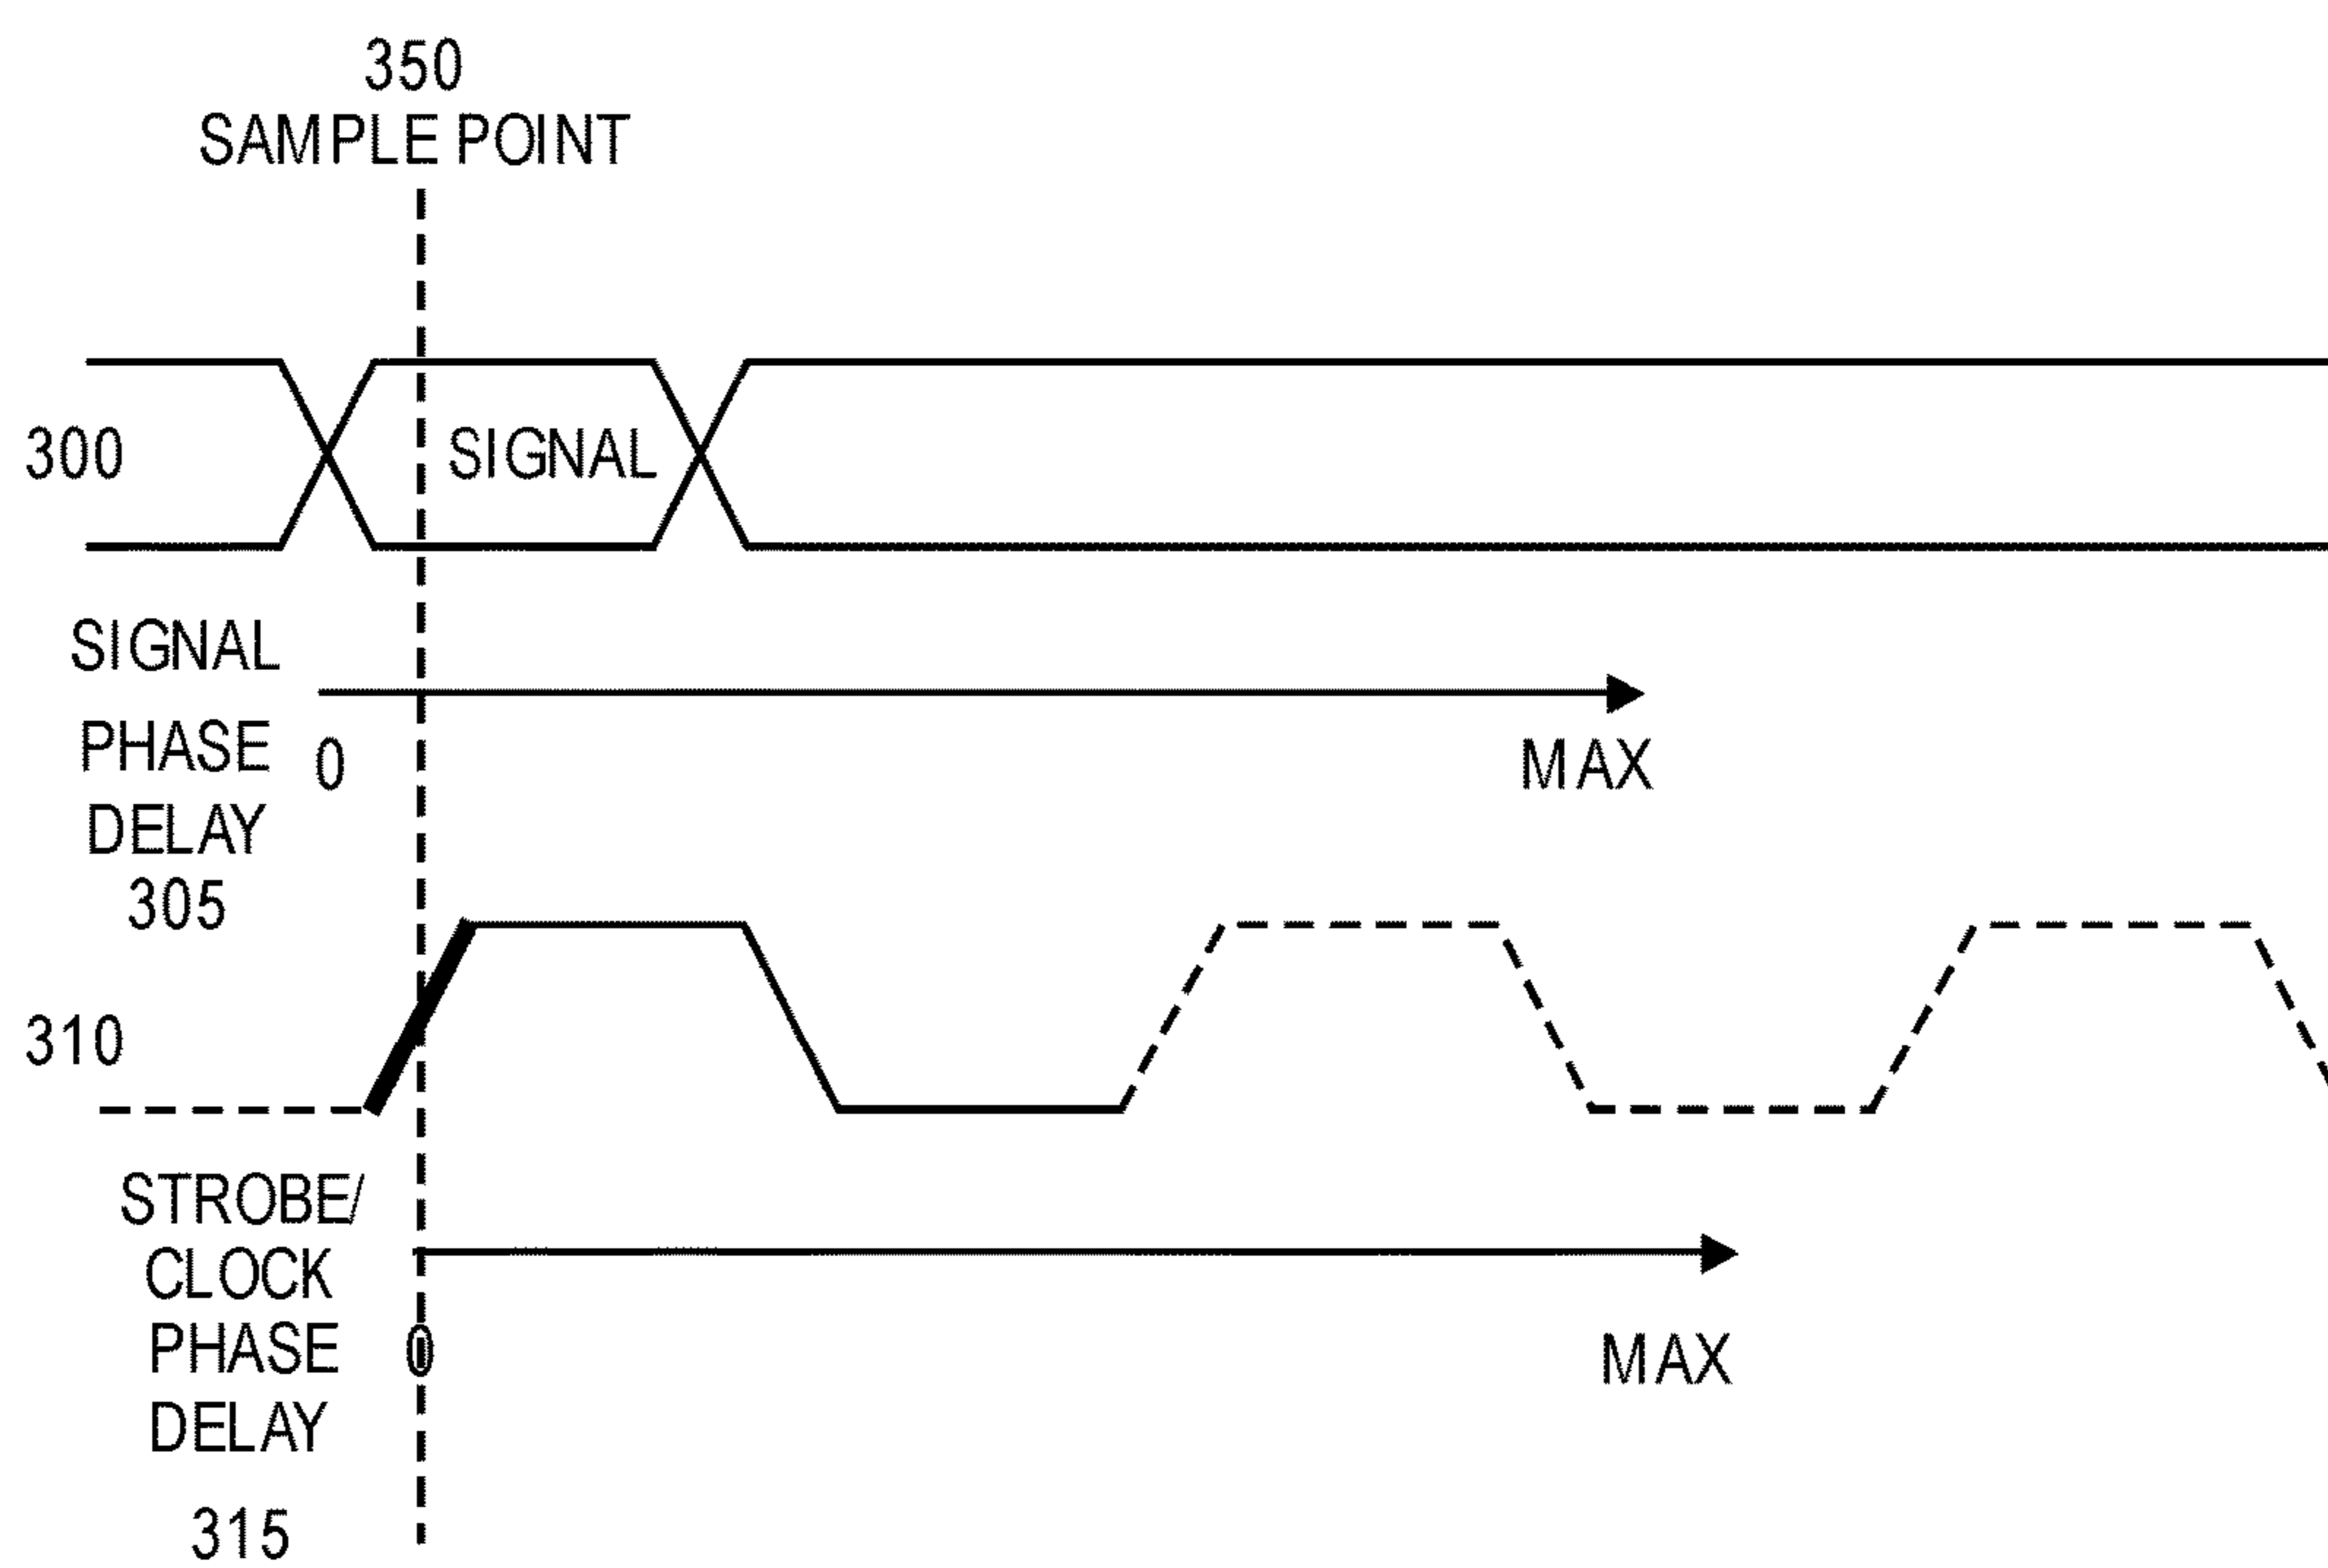 350
SAMPLE POINT
300
SIGNAL
SIGNAL
PHASE
DELAY
305
0
MAX
310
STROBE/
CLOCK
PHASE
DELAY
315
0
MAX